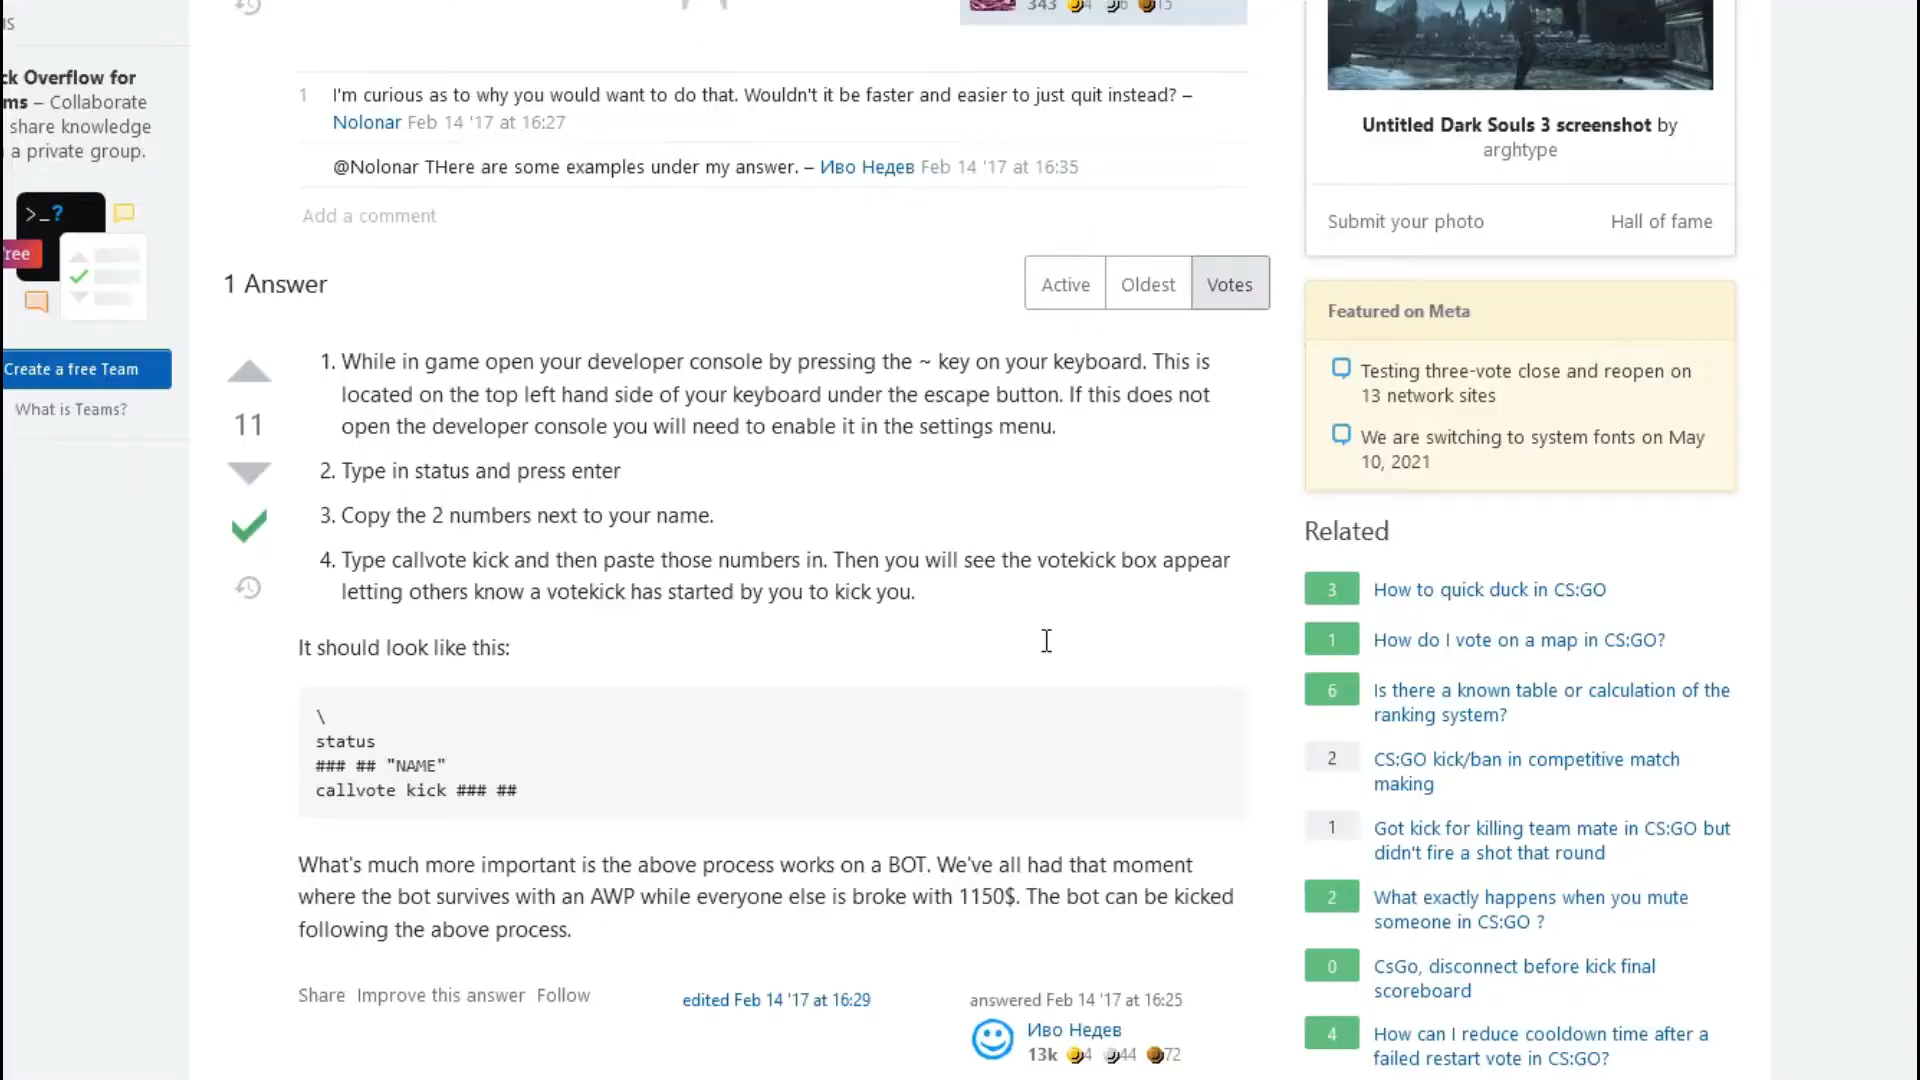 343 4 6 15
ck Overflow for
ms – Collaborate
share knowledge
a private group.
>_?
ree
Create a free Team
What is Teams?
1 I'm curious as to why you would want to do that. Wouldn't it be faster and easier to just quit instead? –
Nolonar Feb 14 '17 at 16:27
@Nolonar THere are some examples under my answer. – Иво Недев Feb 14 '17 at 16:35
Add a comment
1 Answer
Active Oldest Votes
11
1. While in game open your developer console by pressing the ~ key on your keyboard. This is
located on the top left hand side of your keyboard under the escape button. If this does not
open the developer console you will need to enable it in the settings menu.
2. Type in status and press enter
3. Copy the 2 numbers next to your name.
4. Type callvote kick and then paste those numbers in. Then you will see the votekick box appear
letting others know a votekick has started by you to kick you.
It should look like this:
\
status
### ## "NAME"
callvote kick ### ##
What's much more important is the above process works on a BOT. We've all had that moment
where the bot survives with an AWP while everyone else is broke with 1150$. The bot can be kicked
following the above process.
Share Improve this answer Follow
edited Feb 14 '17 at 16:29
answered Feb 14 '17 at 16:25
Иво Недев
13k 4 44 72
Untitled Dark Souls 3 screenshot by
arghtype
Submit your photo Hall of fame
Featured on Meta
Testing three-vote close and reopen on
13 network sites
We are switching to system fonts on May
10, 2021
Related
3 How to quick duck in CS:GO
1 How do I vote on a map in CS:GO?
6 Is there a known table or calculation of the
ranking system?
2 CS:GO kick/ban in competitive match
making
1 Got kick for killing team mate in CS:GO but
didn't fire a shot that round
2 What exactly happens when you mute
someone in CS:GO ?
0 CsGo, disconnect before kick final
scoreboard
4 How can I reduce cooldown time after a
failed restart vote in CS:GO?